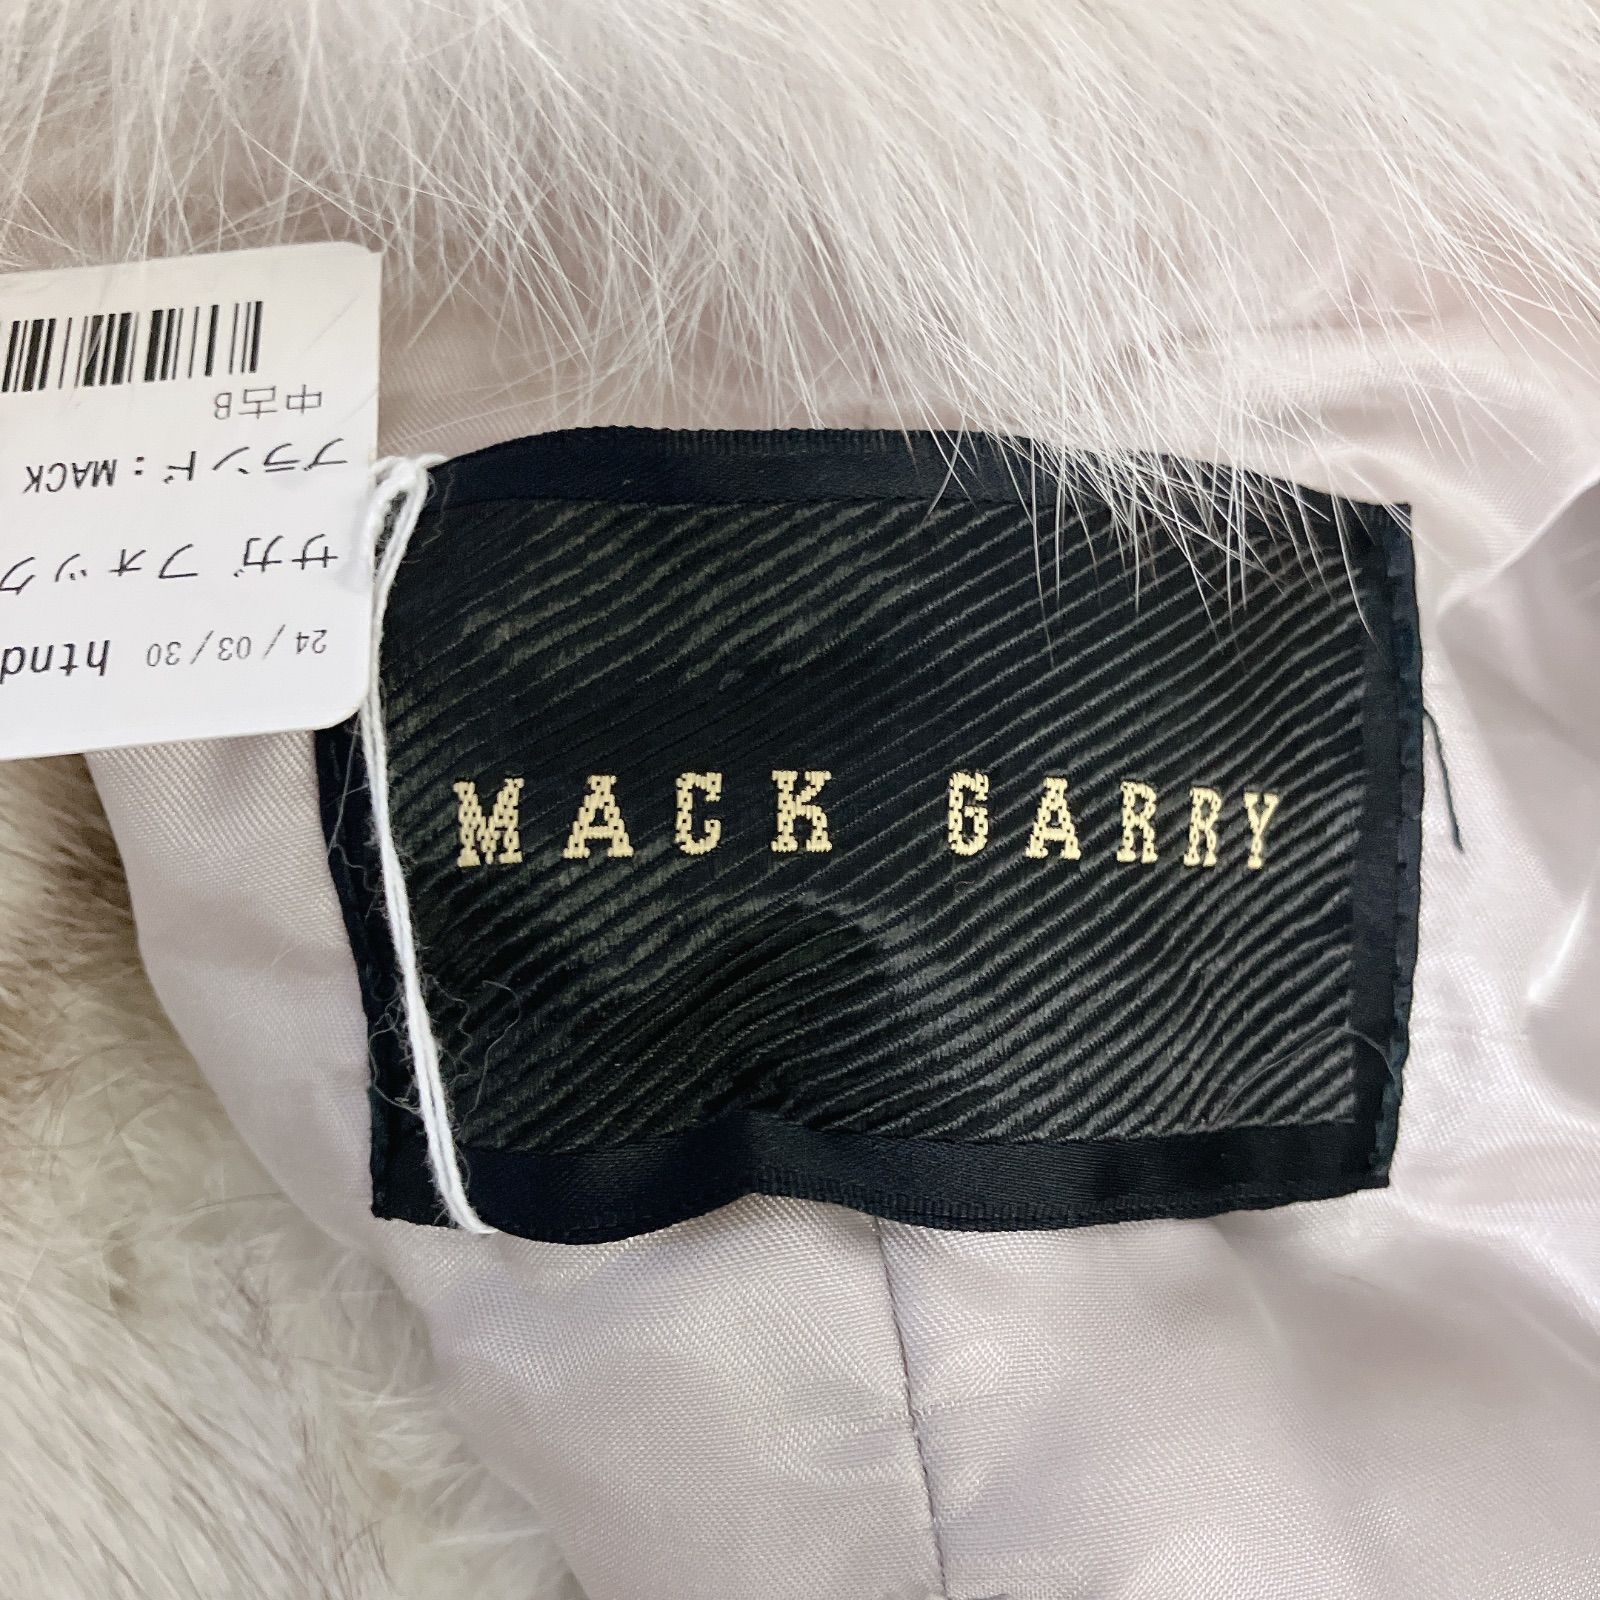 MACK GARRY
24/03/30 htnd
サガ フォック
ブランド:MACK
中古B